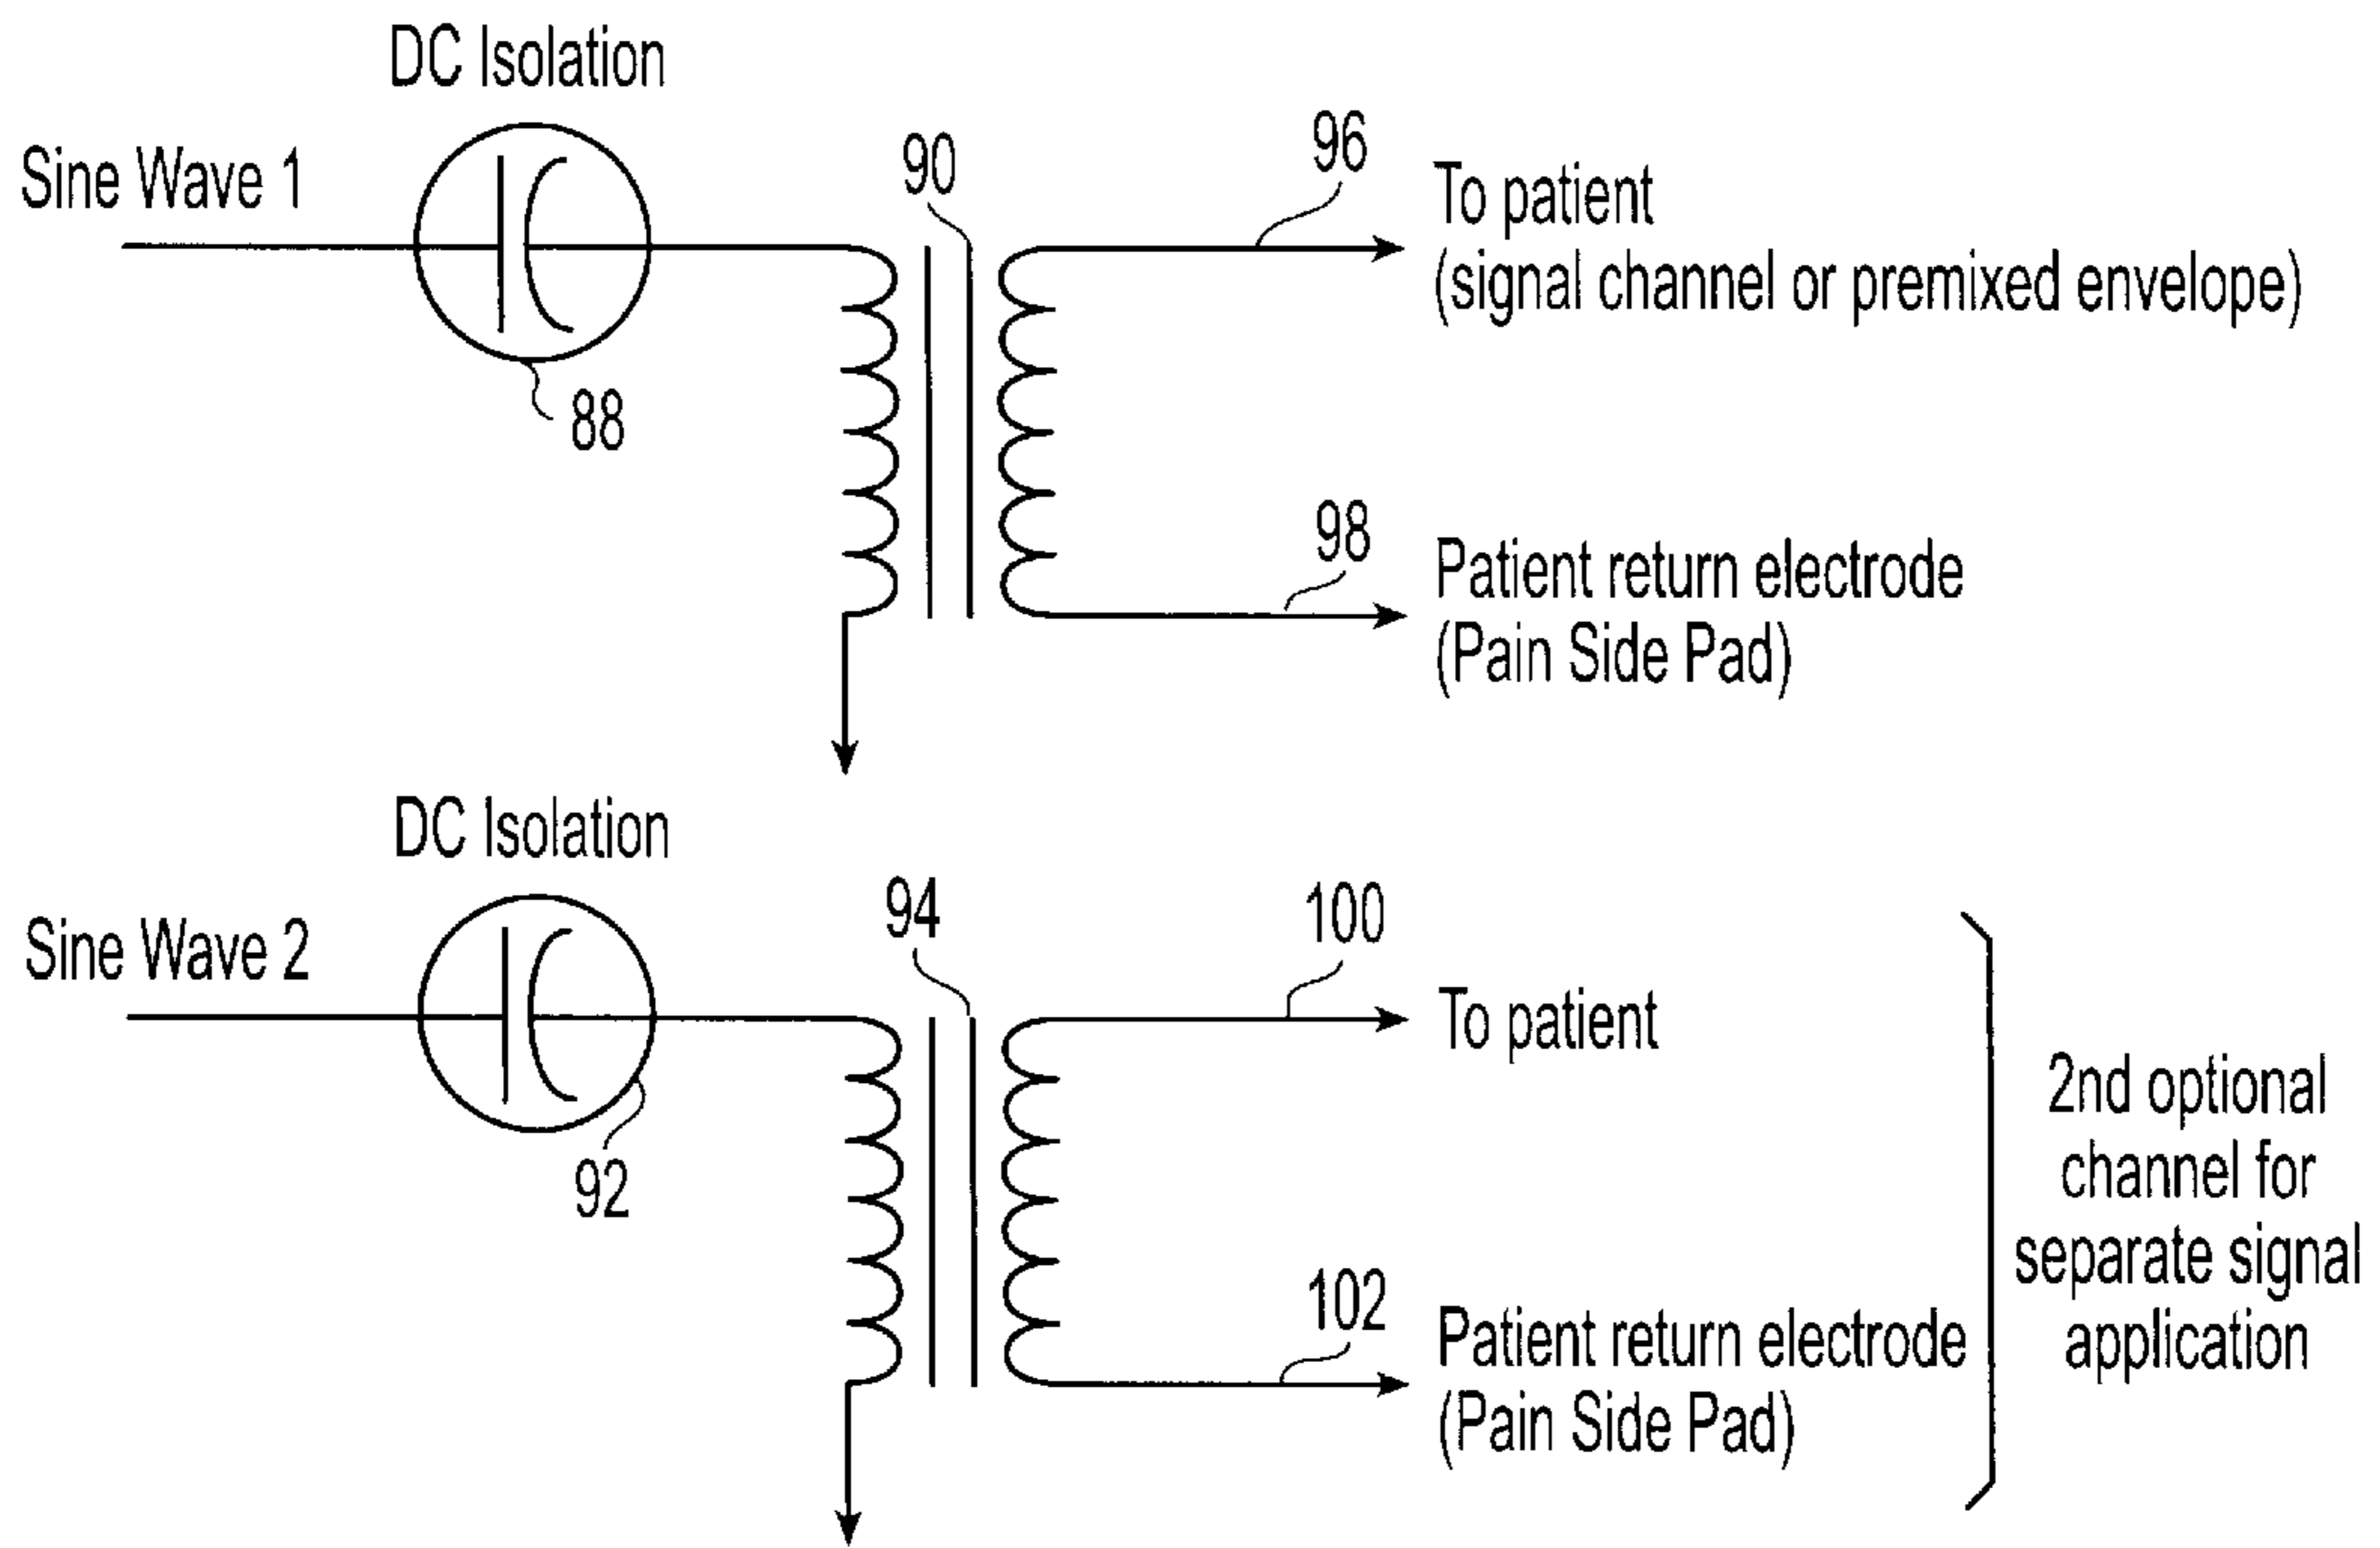 DC Isolation
Sine Wave 1
90
96
To patient
(signal channel or premixed envelope)
88
98
Patient return electrode
(Pain Side Pad)
DC Isolation
Sine Wave 2
94
100
To patient
92
102
Patient return electrode
(Pain Side Pad)
2nd optional
channel for
separate signal
application